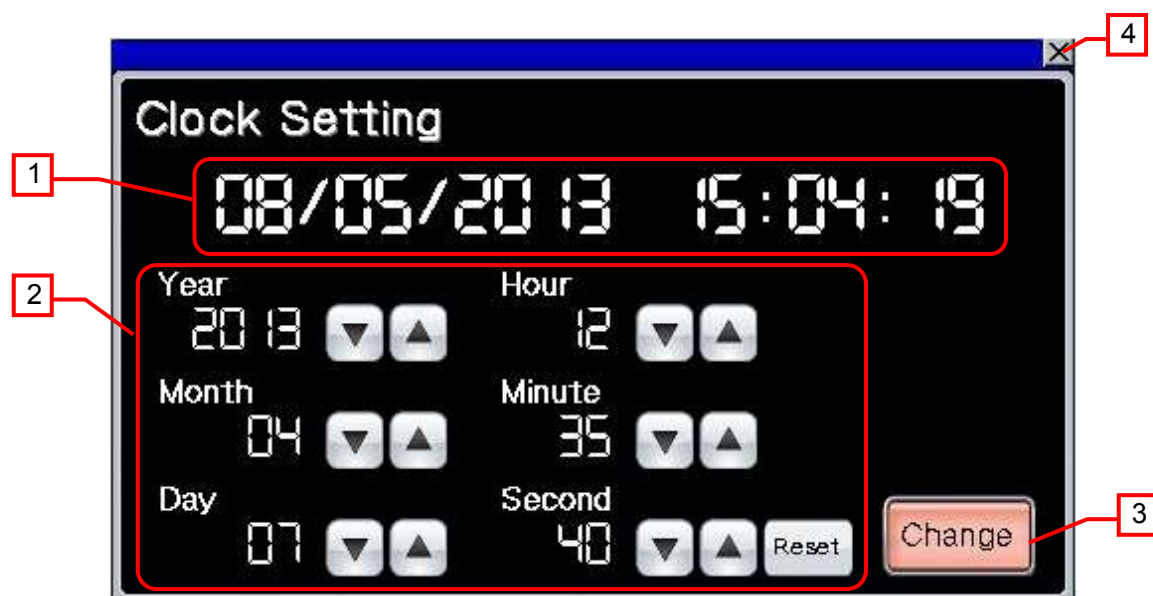 4
Clock Setting
1
08/05/2013 15:04:19
2
Year Hour
2013 12
Month Minute
04 35
Day Second
07 40 Reset
Change
3